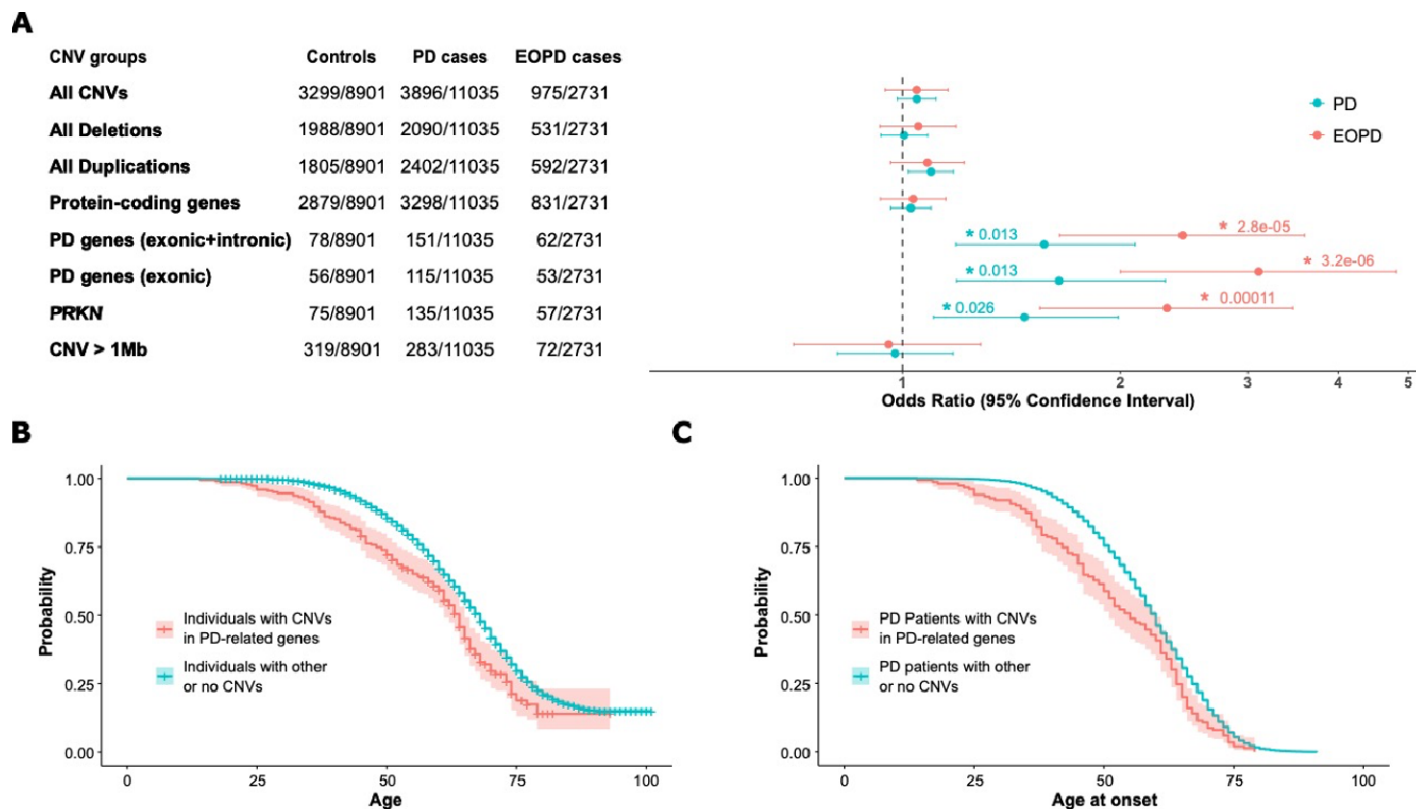 A
CNV groups Controls PD cases EOPD cases
All CNVs 3299/8901 3896/11035 975/2731
All Deletions 1988/8901 2090/11035 531/2731
All Duplications 1805/8901 2402/11035 592/2731
Protein-coding genes 2879/8901 3298/11035 831/2731
PD genes (exonic+intronic) 78/8901 151/11035 62/2731
PD genes (exonic) 56/8901 115/11035 53/2731
PRKN 75/8901 135/11035 57/2731
CNV > 1Mb 319/8901 283/11035 72/2731
PD
EOPD
* 2.8e-05
* 0.013
* 3.2e-06
* 0.013
* 0.00011
* 0.026
1 2 3 4 5
Odds Ratio (95% Confidence Interval)
B
1.00
0.75
0.50
0.25
0.00
Probability
Individuals with CNVs
in PD-related genes
Individuals with other
or no CNVs
0 25 50 75 100
Age
C
1.00
0.75
0.50
0.25
0.00
Probability
PD Patients with CNVs
in PD-related genes
PD patients with other
or no CNVs
0 25 50 75 100
Age at onset